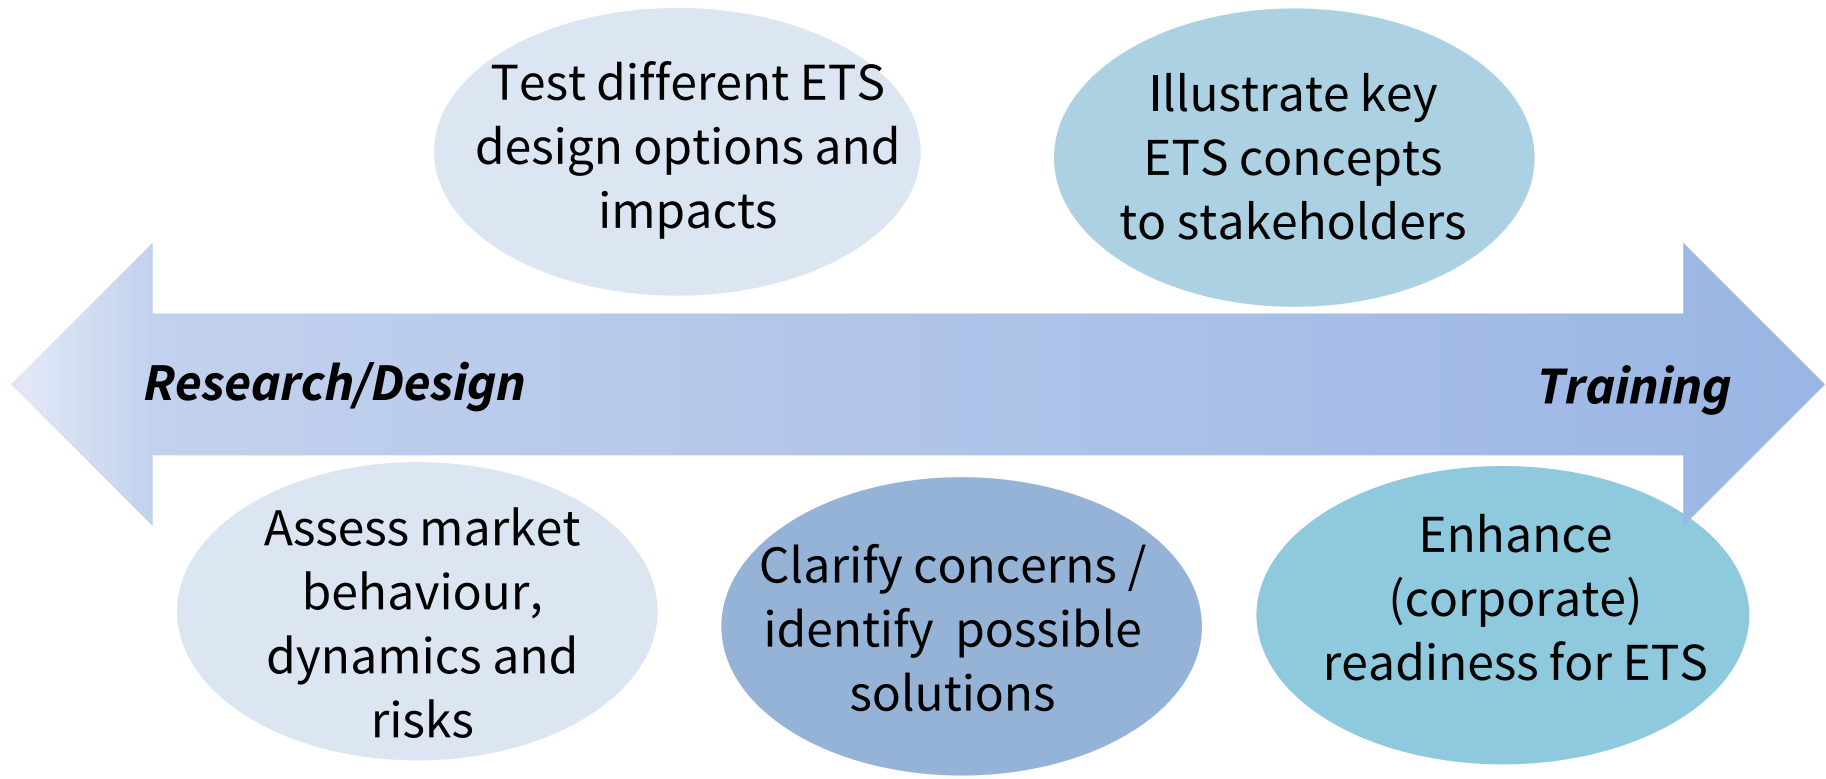 Test different ETS
design options and
impacts
Illustrate key
ETS concepts
to stakeholders
Research/Design
Training
Assess market
behaviour,
dynamics and
risks
Clarify concerns /
identify  possible
solutions
Enhance
(corporate)
readiness for ETS